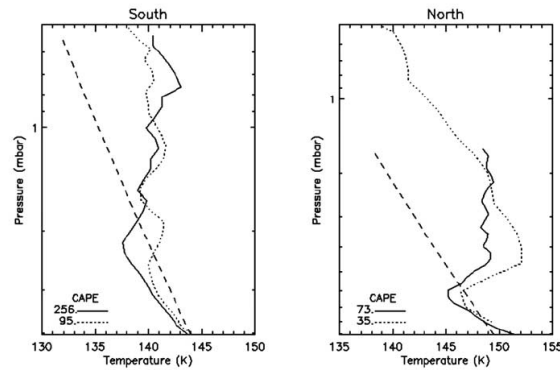 South
Pressure (mbar)
1
CAPE
256.
95.
130 135 140 145 150
Temperature (K)
North
Pressure (mbar)
1
CAPE
73.
35.
135 140 145 150 155
Temperature (K)